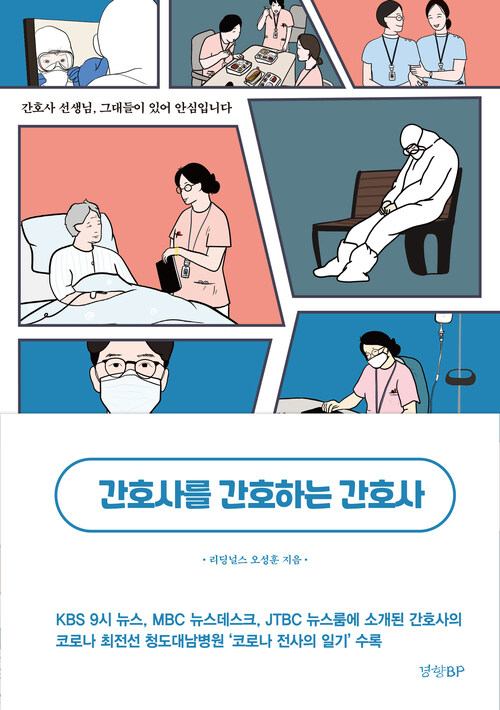 간호사 선생님, 그대들이 있어 안심입니다
간호사를 간호하는 간호사
• 리딩널스 오성훈 지음 •
KBS 9시 뉴스, MBC 뉴스데스크, JTBC 뉴스룸에 소개된 간호사의
코로나 최전선 청도대남병원 ‘코로나 전사의 일기’ 수록
경향BP